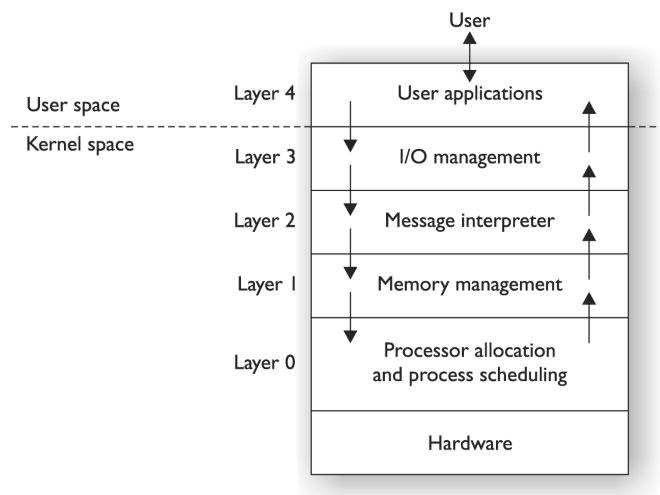 User
Layer 4
User applications
User space
Kernel space
Layer 3
I/O management
Layer 2
Message interpreter
Layer 1
Memory management
Layer 0
Processor allocation
and process scheduling
Hardware